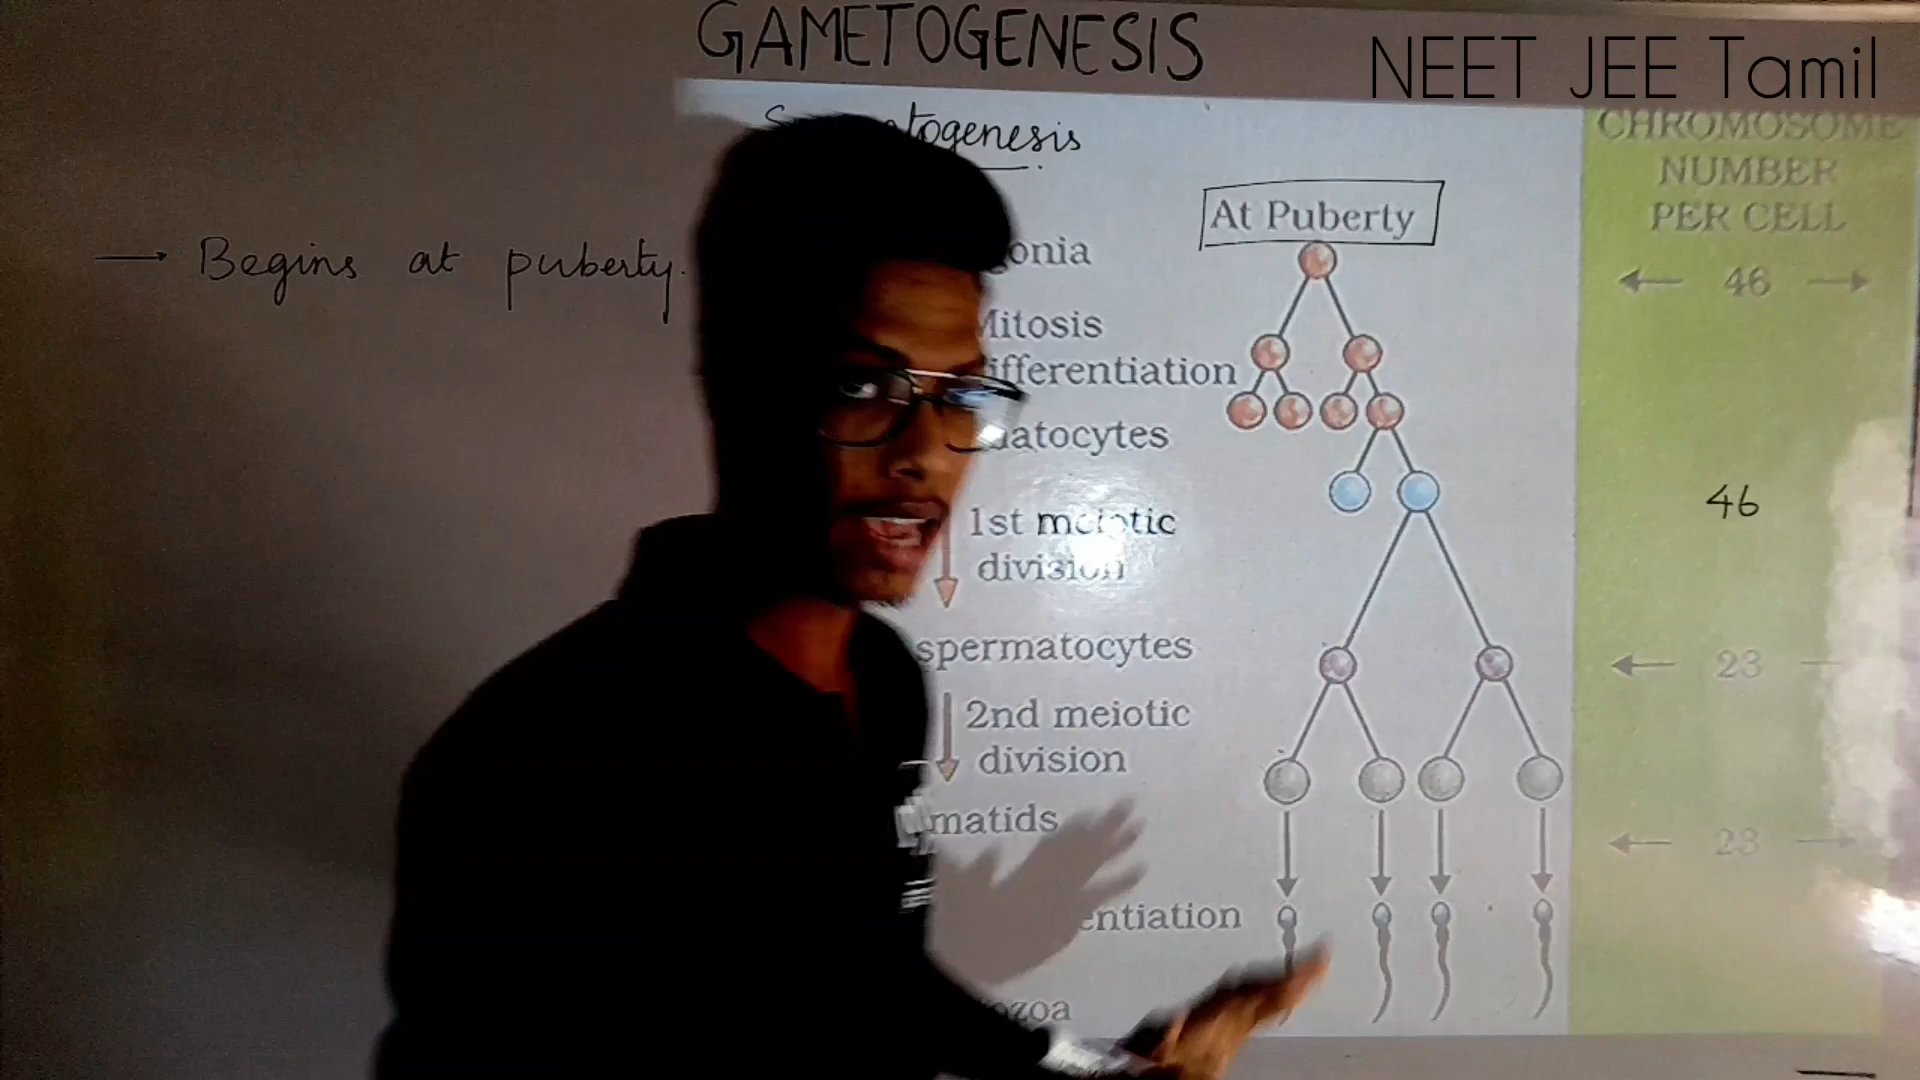 GAMETOGENESIS
NEET JEE Tamil
togenesis
CHROMOSOME
NUMBER
PER CELL
At Puberty
→ Begins at puberty.
onia
← 46 →
Mitosis
ifferentiation
atocytes
46
1st meiotic
division
spermatocytes
← 23
2nd meiotic
division
matids
← 23 →
entiation
zoa